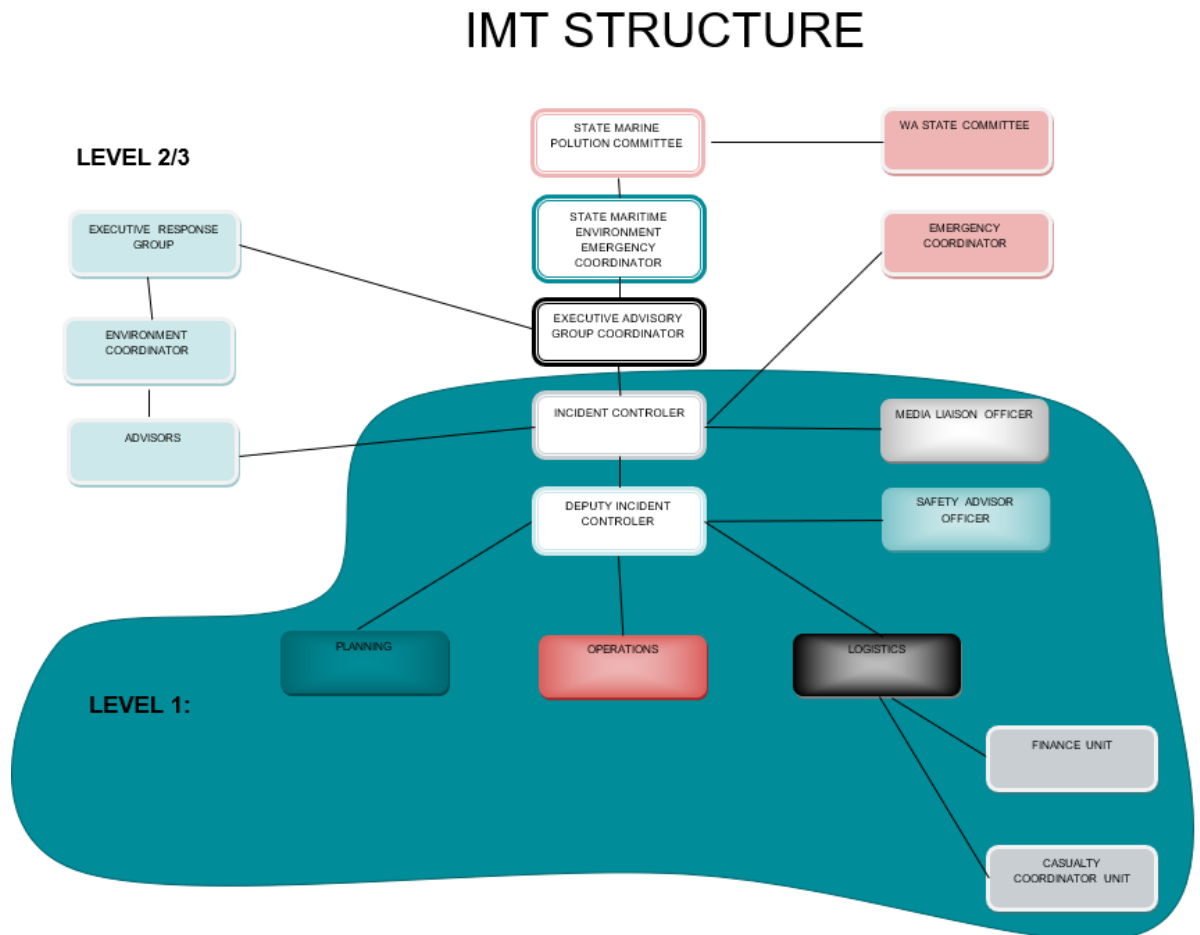 IMT STRUCTURE
STATE MARINE
POLUTION COMMITTEE
WA STATE COMMITTEE
LEVEL 2/3
EXECUTIVE RESPONSE
GROUP
STATE MARITIME
ENVIRONMENT
EMERGENCY
COORDINATOR
EMERGENCY
COORDINATOR
ENVIRONMENT
COORDINATOR
EXECUTIVE ADVISORY
GROUP COORDINATOR
ADVISORS
INCIDENT CONTROLER
MEDIA LIAISON OFFICER
DEPUTY INCIDENT
CONTROLER
SAFETY ADVISOR
OFFICER
PLANNING
OPERATIONS
LOGISTICS
LEVEL 1:
FINANCE UNIT
CASUALTY
COORDINATOR UNIT